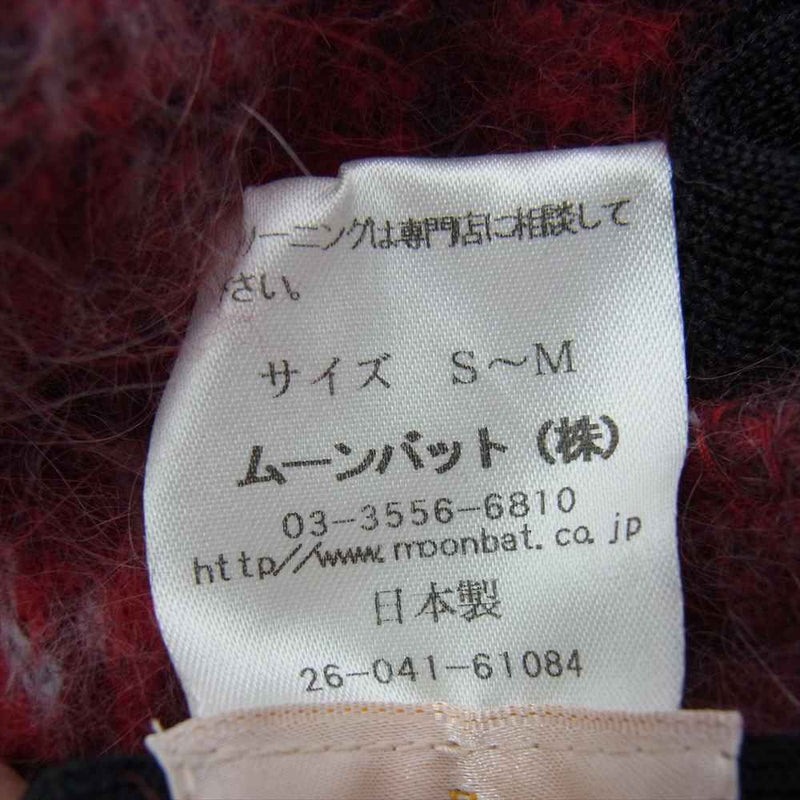 リーニングは専門店に相談して
さい。
サイズ S〜M
ムーンバット(株)
03-3556-6810
http//www.moonbat.co.jp
日本製
26-041-61084